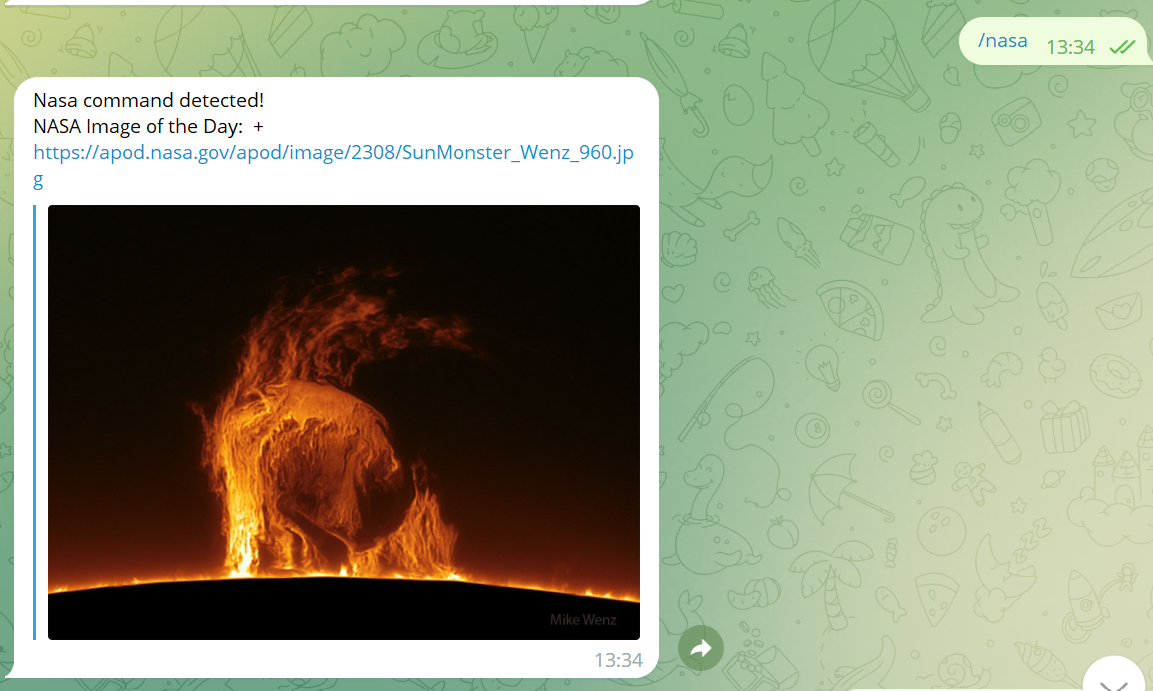 /nasa 13:34
Nasa command detected!
NASA Image of the Day:  +
https://apod.nasa.gov/apod/image/2308/SunMonster_Wenz_960.jp
g
Mike Wenz
13:34